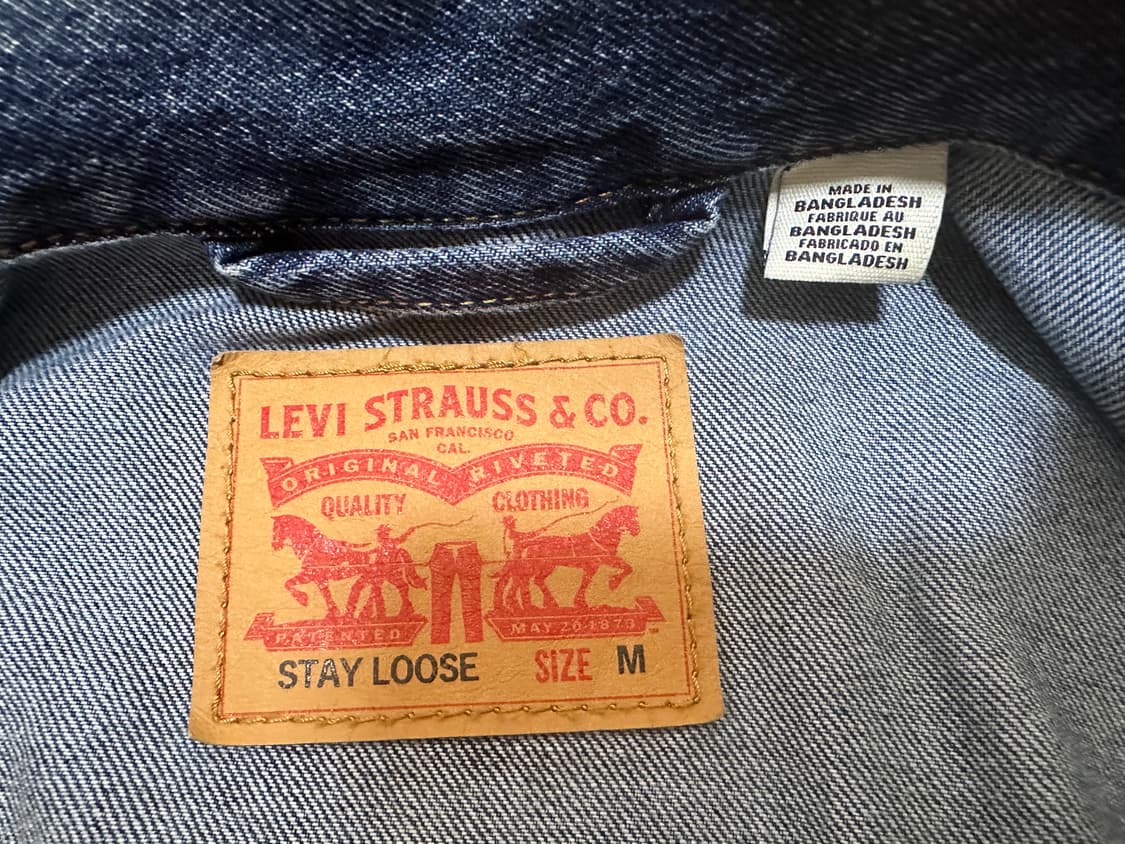 MADE IN
BANGLADESH
FABRIQUE AU
BANGLADESH
FABRICADO EN
BANGLADESH
LEVI STRAUSS & CO.
SAN FRANCISCO
CAL.
ORIGINAL RIVETED
QUALITY CLOTHING
PATENTED MAY 20 1873
STAY LOOSE SIZE M